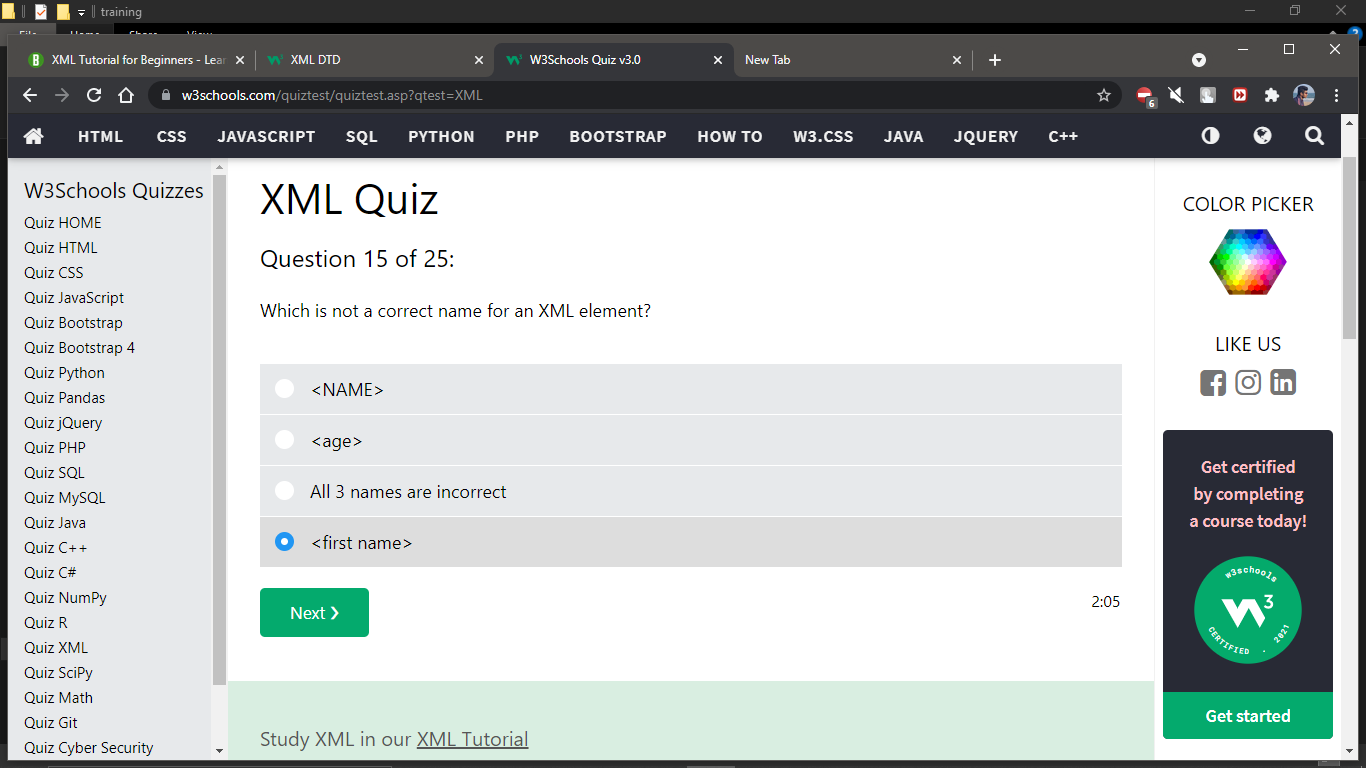 training
XML Tutorial for Beginners - Lear
XML DTD
W3Schools Quiz v3.0
New Tab
w3schools.com/quiztest/quiztest.asp?qtest=XML
6
HTML CSS JAVASCRIPT SQL PYTHON PHP BOOTSTRAP HOW TO W3.CSS JAVA JQUERY C++
W3Schools Quizzes
Quiz HOME
Quiz HTML
Quiz CSS
Quiz JavaScript
Quiz Bootstrap
Quiz Bootstrap 4
Quiz Python
Quiz Pandas
Quiz jQuery
Quiz PHP
Quiz SQL
Quiz MySQL
Quiz Java
Quiz C++
Quiz C#
Quiz NumPy
Quiz R
Quiz XML
Quiz SciPy
Quiz Math
Quiz Git
Quiz Cyber Security
XML Quiz
Question 15 of 25:
Which is not a correct name for an XML element?
<NAME>
<age>
All 3 names are incorrect
<first name>
Next ❯
2:05
Study XML in our XML Tutorial
COLOR PICKER
LIKE US
Get certified
by completing
a course today!
w3schools
3
CERTIFIED . 2021
Get started